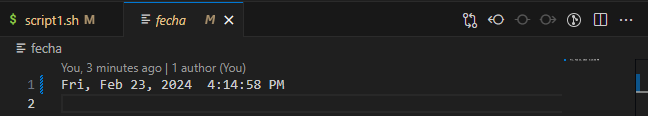 $ script1.sh M
fecha M
fecha
You, 3 minutes ago | 1 author (You)
1 Fri, Feb 23, 2024  4:14:58 PM
2